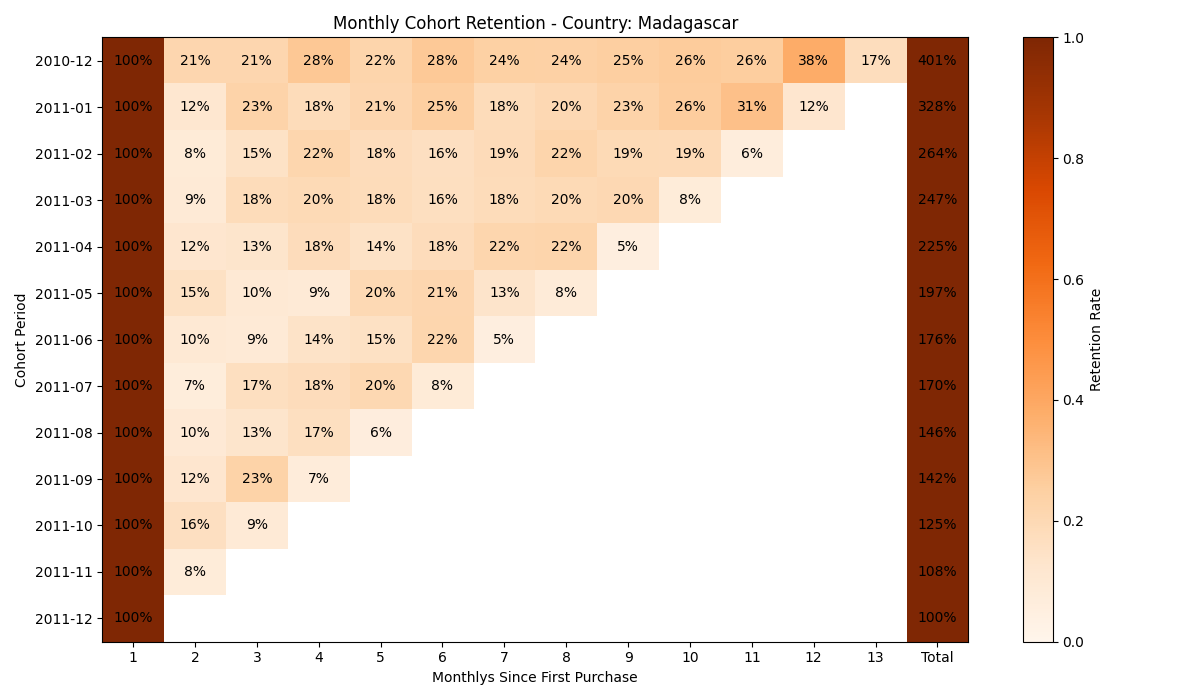 Monthly Cohort Retention - Country: Madagascar
2010-12 100% 21% 21% 28% 22% 28% 24% 24% 25% 26% 26% 38% 17% 401%
2011-01 100% 12% 23% 18% 21% 25% 18% 20% 23% 26% 31% 12% 328%
2011-02 100% 8% 15% 22% 18% 16% 19% 22% 19% 19% 6% 264%
2011-03 100% 9% 18% 20% 18% 16% 18% 20% 20% 8% 247%
2011-04 100% 12% 13% 18% 14% 18% 22% 22% 5% 225%
2011-05 100% 15% 10% 9% 20% 21% 13% 8% 197%
2011-06 100% 10% 9% 14% 15% 22% 5% 176%
2011-07 100% 7% 17% 18% 20% 8% 170%
2011-08 100% 10% 13% 17% 6% 146%
2011-09 100% 12% 23% 7% 142%
2011-10 100% 16% 9% 125%
2011-11 100% 8% 108%
2011-12 100% 100%
1 2 3 4 5 6 7 8 9 10 11 12 13 Total
Monthlys Since First Purchase
Cohort Period
1.0
0.8
0.6
0.4
0.2
0.0
Retention Rate